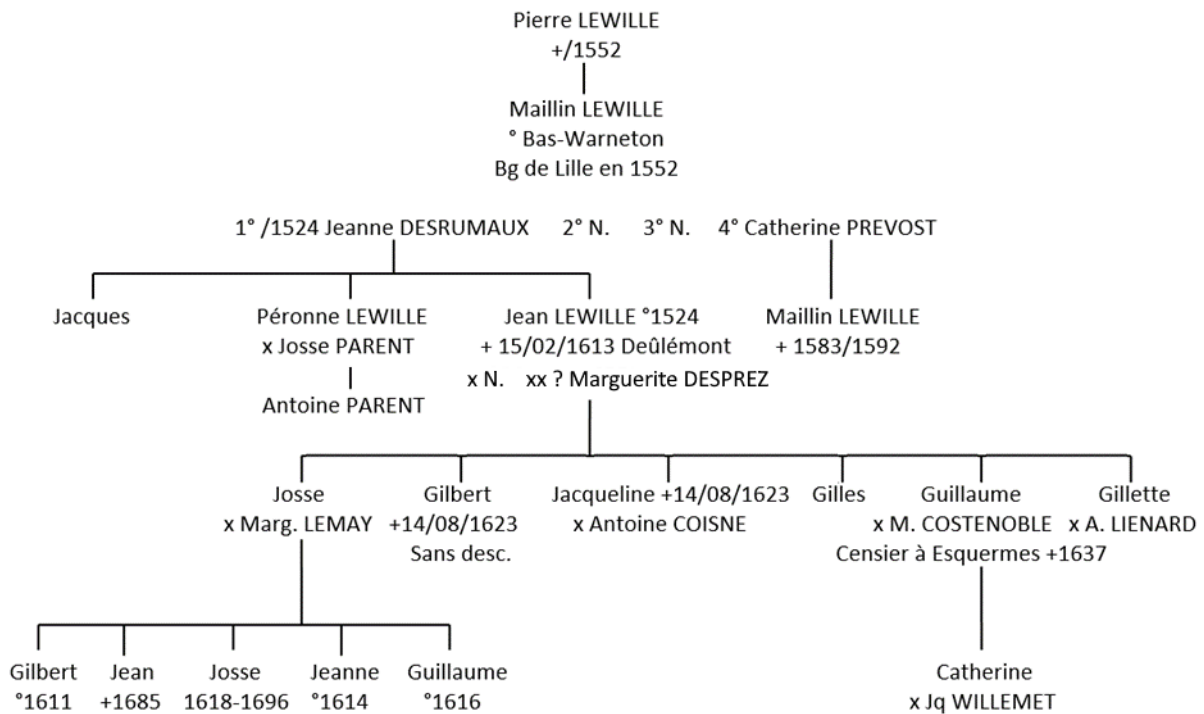 Pierre LEWILLE
+/1552
Maillin LEWILLE
° Bas-Warneton
Bg de Lille en 1552
1° /1524 Jeanne DESRUMAUX 2° N. 3° N. 4° Catherine PREVOST
Jacques Péronne LEWILLE Jean LEWILLE °1524 Maillin LEWILLE
x Josse PARENT + 15/02/1613 Deûlémont + 1583/1592
x N. xx ? Marguerite DESPREZ
Antoine PARENT
Josse Gilbert Jacqueline +14/08/1623 Gilles Guillaume Gillette
x Marg. LEMAY +14/08/1623 x Antoine COISNE x M. COSTENOBLE x A. LIENARD
Sans desc. Censier à Esquermes +1637
Gilbert Jean Josse Jeanne Guillaume Catherine
°1611 +1685 1618-1696 °1614 °1616 x Jq WILLEMET